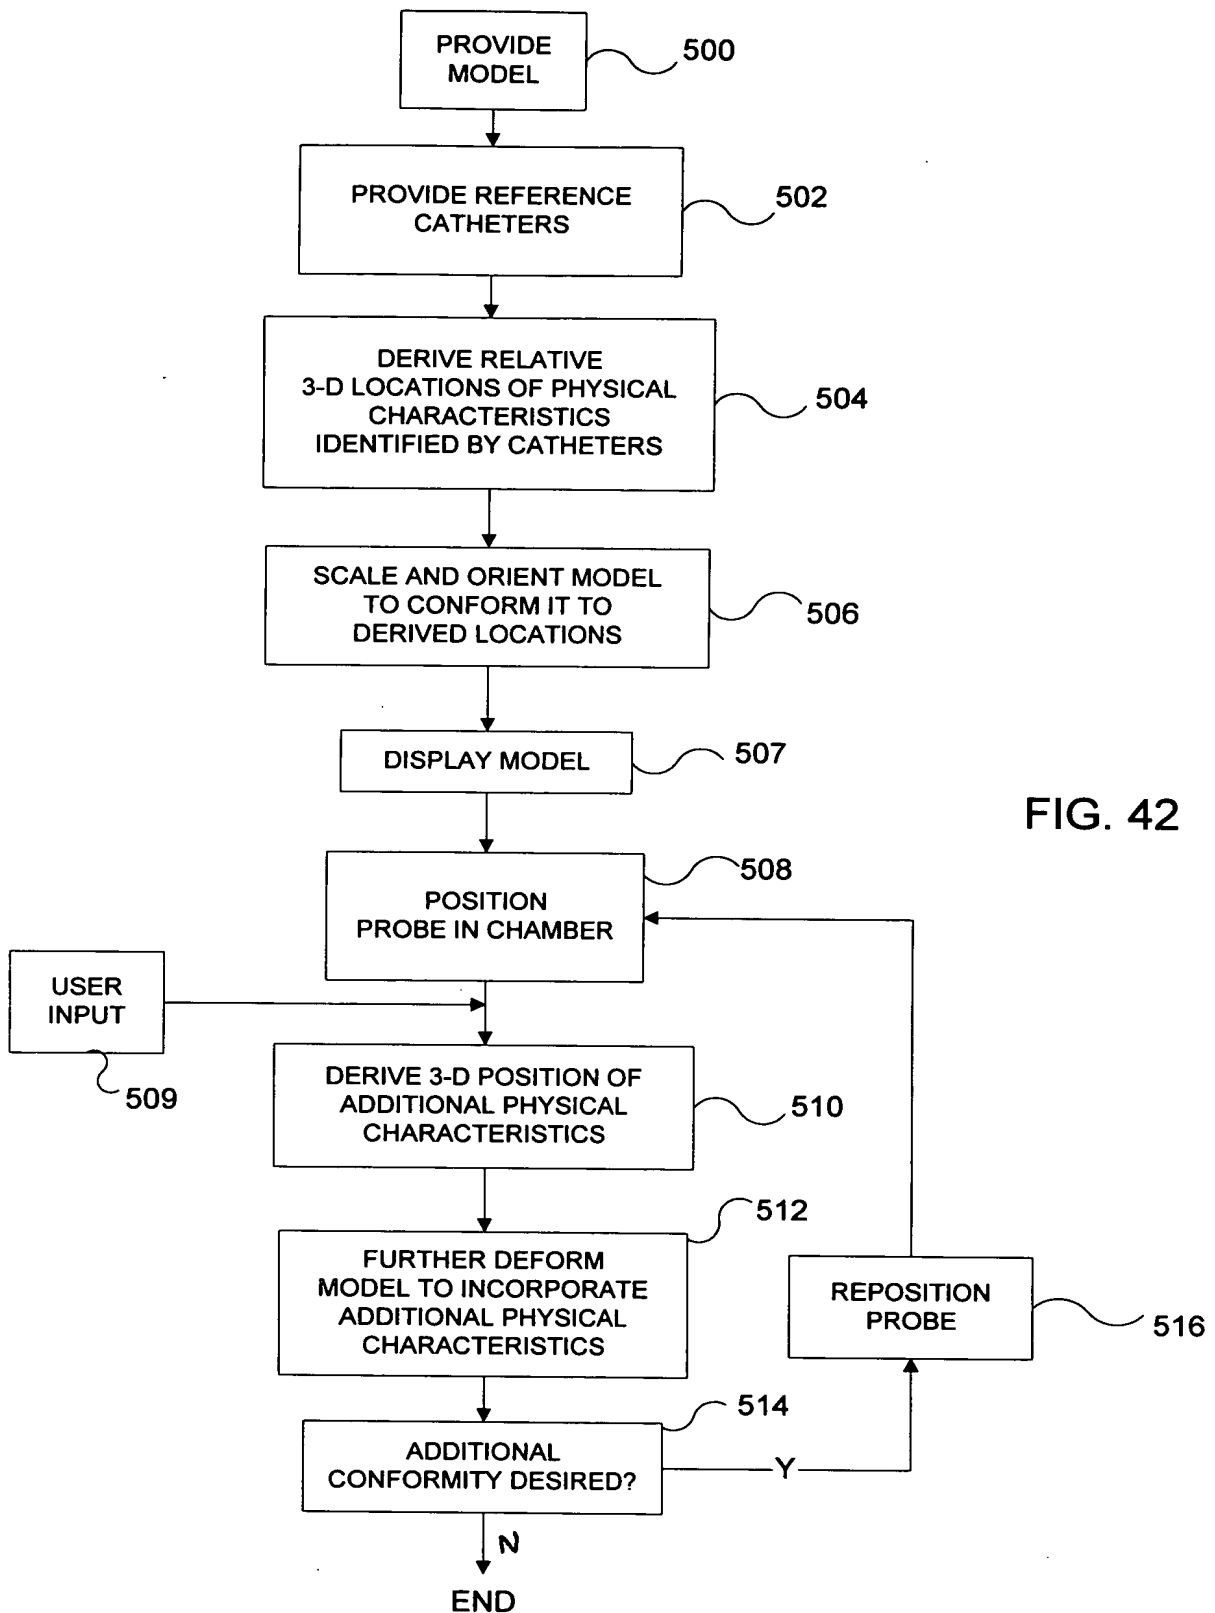 PROVIDE
MODEL
500
PROVIDE REFERENCE
CATHETERS
502
DERIVE RELATIVE
3-D LOCATIONS OF PHYSICAL
CHARACTERISTICS
IDENTIFIED BY CATHETERS
504
SCALE AND ORIENT MODEL
TO CONFORM IT TO
DERIVED LOCATIONS
506
DISPLAY MODEL
507
FIG. 42
POSITION
PROBE IN CHAMBER
508
USER
INPUT
509
DERIVE 3-D POSITION OF
ADDITIONAL PHYSICAL
CHARACTERISTICS
510
FURTHER DEFORM
MODEL TO INCORPORATE
ADDITIONAL PHYSICAL
CHARACTERISTICS
512
REPOSITION
PROBE
516
ADDITIONAL
CONFORMITY DESIRED?
514
Y
N
END